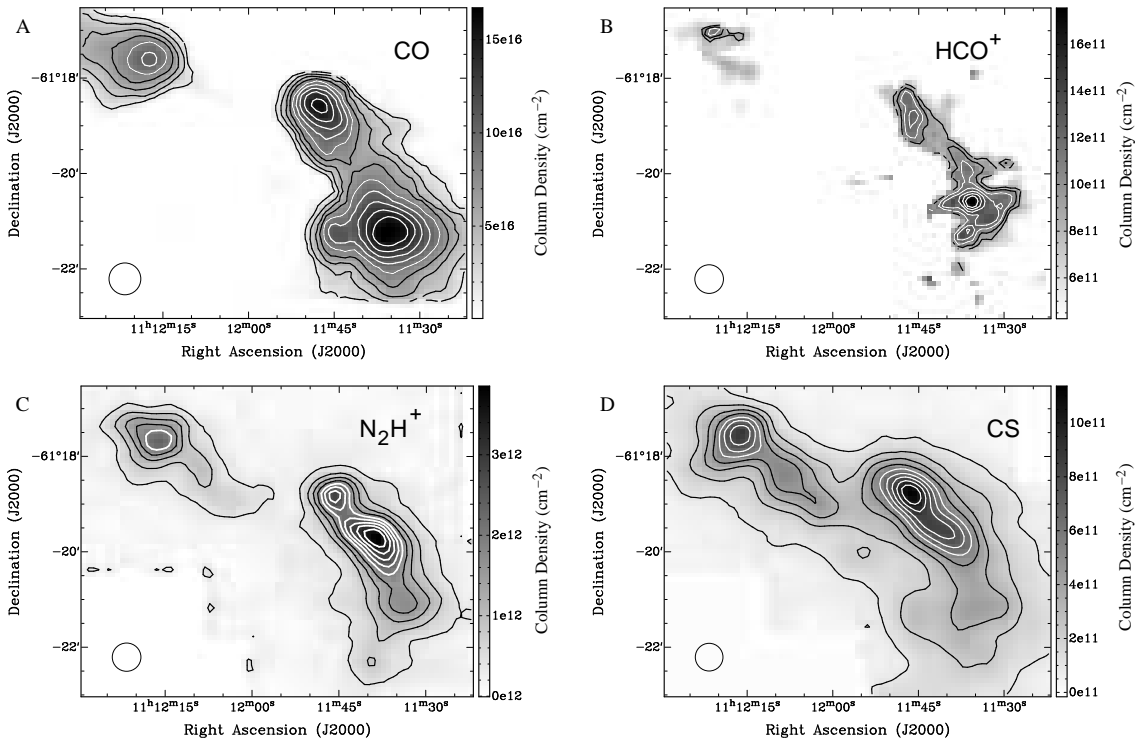 A
CO
−61°18′
−20′
−22′
Declination (J2000)
11ʰ12ᵐ15ˢ 12ᵐ00ˢ 11ᵐ45ˢ 11ᵐ30ˢ
Right Ascension (J2000)
15e16
10e16
5e16
Column Density (cm⁻²)
B
HCO⁺
−61°18′
−20′
−22′
Declination (J2000)
11ʰ12ᵐ15ˢ 12ᵐ00ˢ 11ᵐ45ˢ 11ᵐ30ˢ
Right Ascension (J2000)
16e11
14e11
12e11
10e11
8e11
6e11
Column Density (cm⁻²)
C
N₂H⁺
−61°18′
−20′
−22′
Declination (J2000)
11ʰ12ᵐ15ˢ 12ᵐ00ˢ 11ᵐ45ˢ 11ᵐ30ˢ
Right Ascension (J2000)
3e12
2e12
1e12
0e12
Column Density (cm⁻²)
D
CS
−61°18′
−20′
−22′
Declination (J2000)
11ʰ12ᵐ15ˢ 12ᵐ00ˢ 11ᵐ45ˢ 11ᵐ30ˢ
Right Ascension (J2000)
10e11
8e11
6e11
4e11
2e11
0e11
Column Density (cm⁻²)